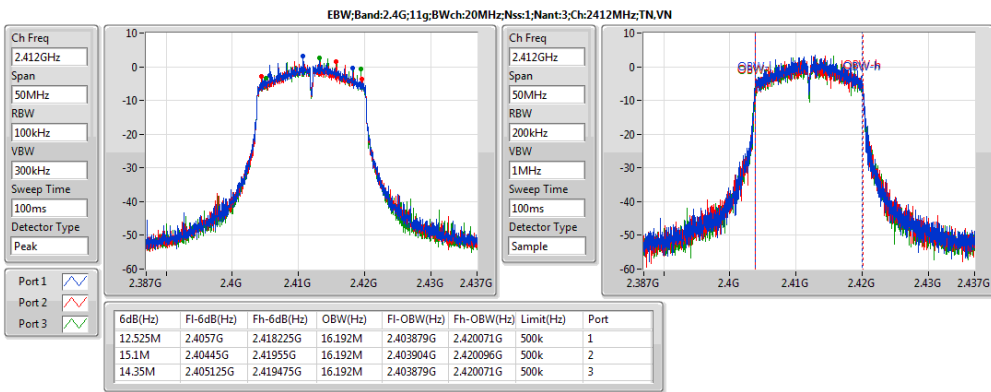 EBW;Band:2.4G;11g;BWch:20MHz;Nss:1;Nant:3;Ch:2412MHz;TN,VN
Ch Freq
2.412GHz
Span
50MHz
RBW
100kHz
VBW
300kHz
Sweep Time
100ms
Detector Type
Peak
Port 1
Port 2
Port 3
10
0
-10
-20
-30
-40
-50
-60
2.387G 2.4G 2.41G 2.42G 2.43G 2.437G
Ch Freq
2.412GHz
Span
50MHz
RBW
200kHz
VBW
1MHz
Sweep Time
100ms
Detector Type
Sample
10
0
-10
-20
-30
-40
-50
-60
OBW-h
2.387G 2.4G 2.41G 2.42G 2.43G 2.437G
6dB(Hz) Fl-6dB(Hz) Fh-6dB(Hz) OBW(Hz) Fl-OBW(Hz) Fh-OBW(Hz) Limit(Hz) Port
12.525M 2.4057G 2.418225G 16.192M 2.403879G 2.420071G 500k 1
15.1M 2.40445G 2.41955G 16.192M 2.403904G 2.420096G 500k 2
14.35M 2.405125G 2.419475G 16.192M 2.403879G 2.420071G 500k 3